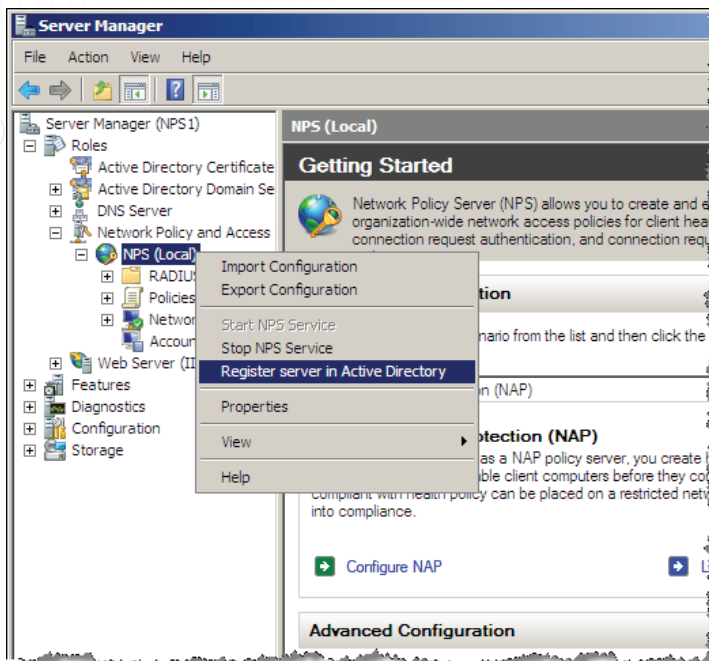 Server Manager
File Action View Help
Server Manager (NPS1)
Roles
Active Directory Certificate
Active Directory Domain Se
DNS Server
Network Policy and Access
NPS (Local)
RADIU
Policies
Networ
Accoun
Web Server (II
Features
Diagnostics
Configuration
Storage
Import Configuration
Export Configuration
Start NPS Service
Stop NPS Service
Register server in Active Directory
Properties
View
Help
NPS (Local)
Getting Started
Network Policy Server (NPS) allows you to create and e
organization-wide network access policies for client hea
connection request authentication, and connection requ
tion
nario from the list and then click the
n (NAP)
otection (NAP)
as a NAP policy server, you create h
ble client computers before they co
compliant with health policy can be placed on a restricted netw
into compliance.
Configure NAP
L
Advanced Configuration